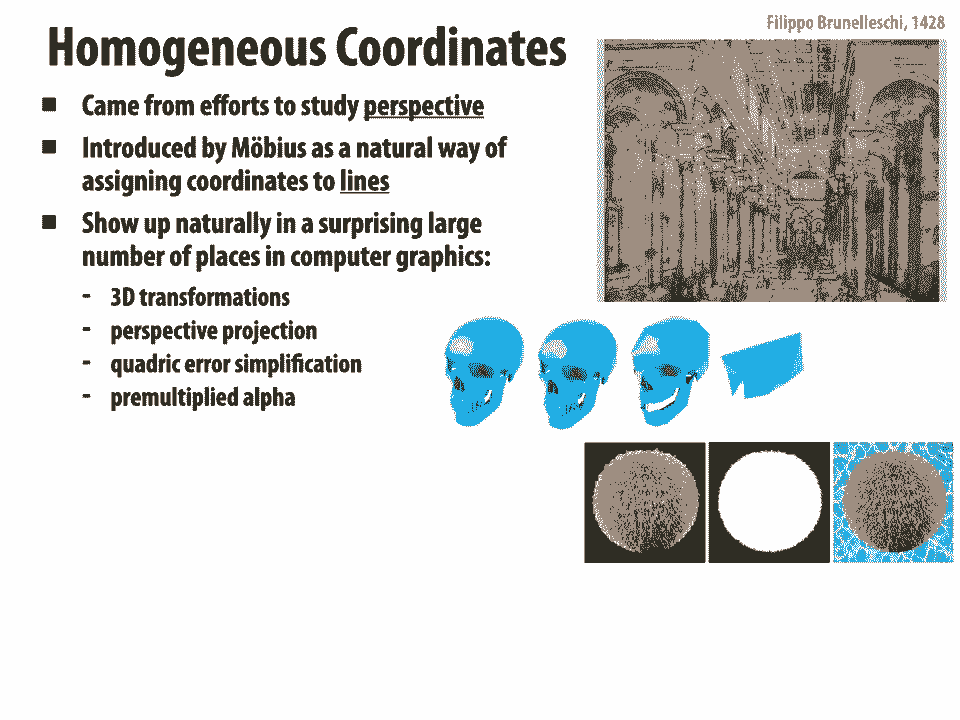 Homogeneous Coordinates
Filippo Brunelleschi, 1428
■ Came from efforts to study perspective
■ Introduced by Möbius as a natural way of
assigning coordinates to lines
■ Show up naturally in a surprising large
number of places in computer graphics:
- 3D transformations
- perspective projection
- quadric error simplification
- premultiplied alpha